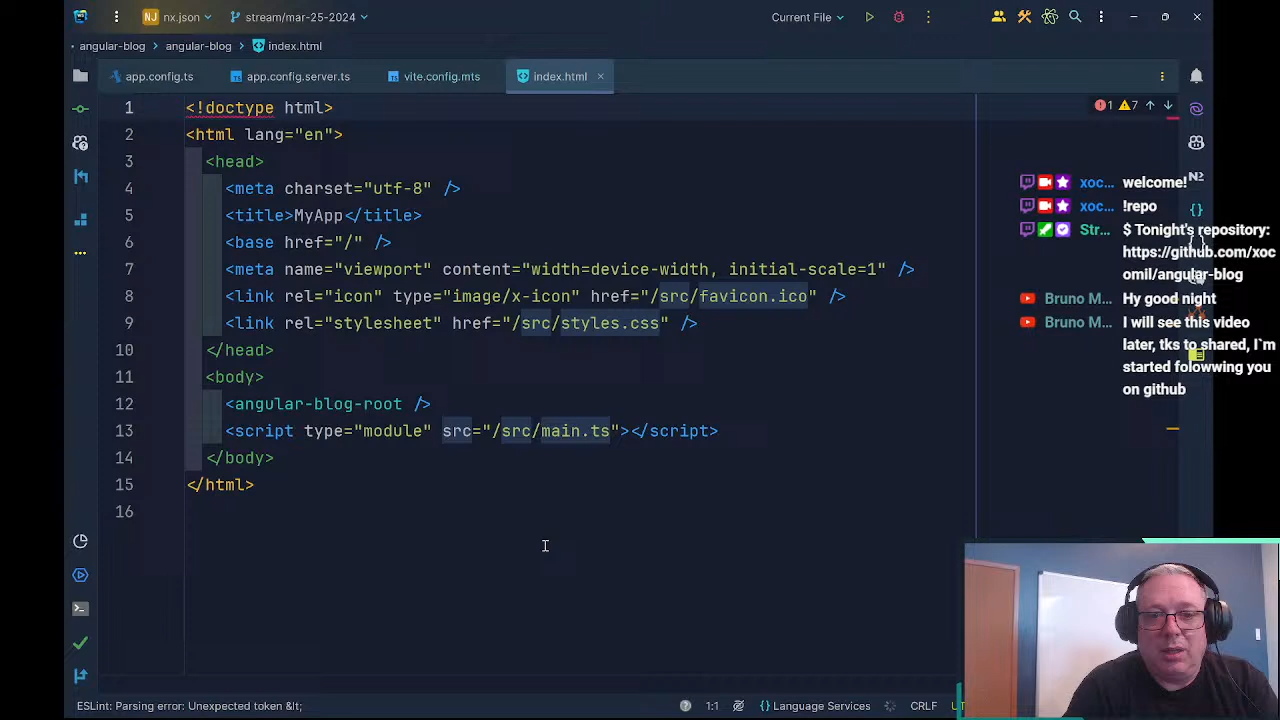 NJ nx.json stream/mar-25-2024 Current File
angular-blog angular-blog index.html
app.config.ts app.config.server.ts vite.config.mts index.html
1 <!doctype html>
2 <html lang="en">
3 <head>
4 <meta charset="utf-8" />
5 <title>MyApp</title>
6 <base href="/" />
7 <meta name="viewport" content="width=device-width, initial-scale=1" />
8 <link rel="icon" type="image/x-icon" href="/src/favicon.ico" />
9 <link rel="stylesheet" href="/src/styles.css" />
10 </head>
11 <body>
12 <angular-blog-root />
13 <script type="module" src="/src/main.ts"></script>
14 </body>
15 </html>
16
1 7
xoc... welcome!
xoc... !repo
Str... $ Tonight's repository:
https://github.com/xoc
omil/angular-blog
Bruno M... Hy good night
Bruno M... I will see this video
later, tks to shared, I`m
started folowwing you
on github
ESLint: Parsing error: Unexpected token &lt; 1:1 Language Services CRLF